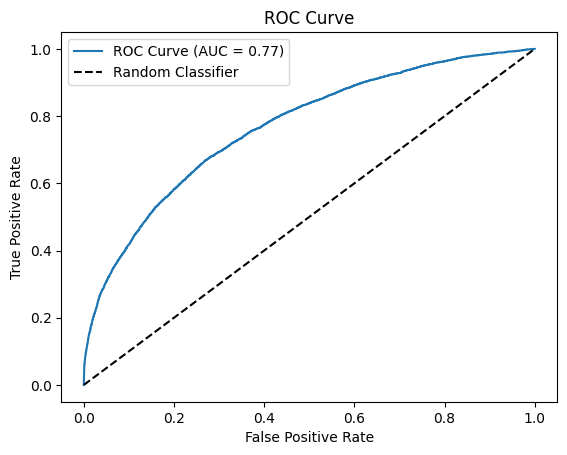 ROC Curve
ROC Curve (AUC = 0.77)
Random Classifier
True Positive Rate
1.0
0.8
0.6
0.4
0.2
0.0
0.0 0.2 0.4 0.6 0.8 1.0
False Positive Rate